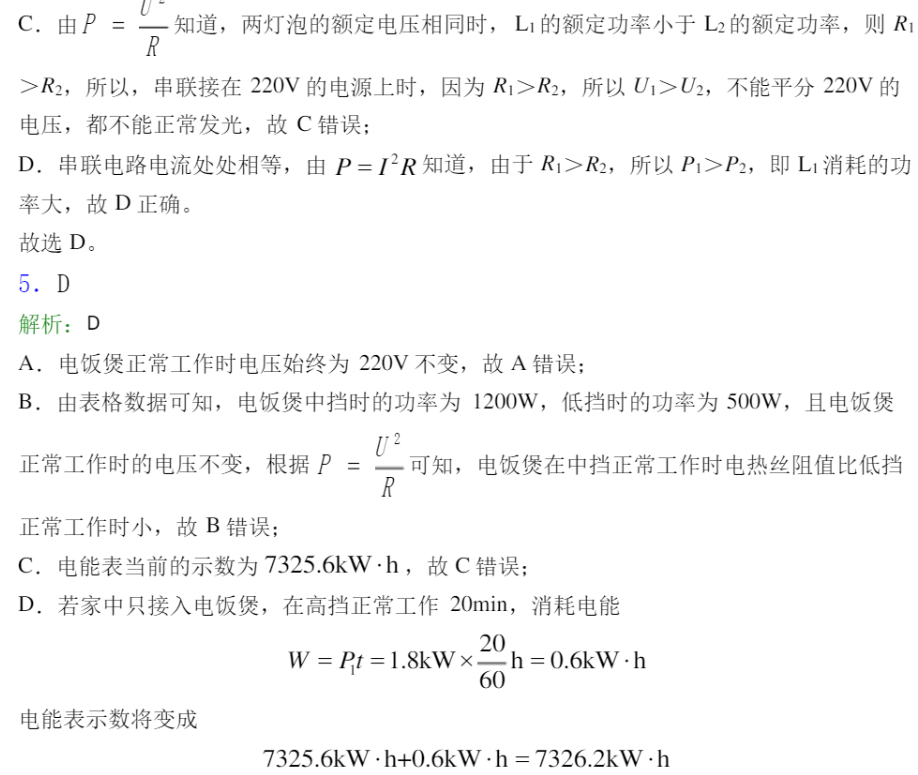 C．由 P = U²/R 知道，两灯泡的额定电压相同时， L₁ 的额定功率小于 L₂ 的额定功率，则 R₁
＞R₂，所以，串联接在 220V 的电源上时，因为 R₁＞R₂，所以 U₁＞U₂，不能平分 220V 的
电压，都不能正常发光，故 C 错误；
D．串联电路电流处处相等，由 P = I²R 知道，由于 R₁＞R₂，所以 P₁＞P₂，即 L₁ 消耗的功
率大，故 D 正确。
故选 D。
5．D
解析：D
A．电饭煲正常工作时电压始终为 220V 不变，故 A 错误；
B．由表格数据可知，电饭煲中挡时的功率为 1200W，低挡时的功率为 500W，且电饭煲
正常工作时的电压不变，根据 P = U²/R 可知，电饭煲在中挡正常工作时电热丝阻值比低挡
正常工作时小，故 B 错误；
C．电能表当前的示数为 7325.6kW·h ，故 C 错误；
D．若家中只接入电饭煲，在高挡正常工作 20min，消耗电能
W = P₁t = 1.8kW × 20/60 h = 0.6kW·h
电能表示数将变成
7325.6kW·h+0.6kW·h = 7326.2kW·h